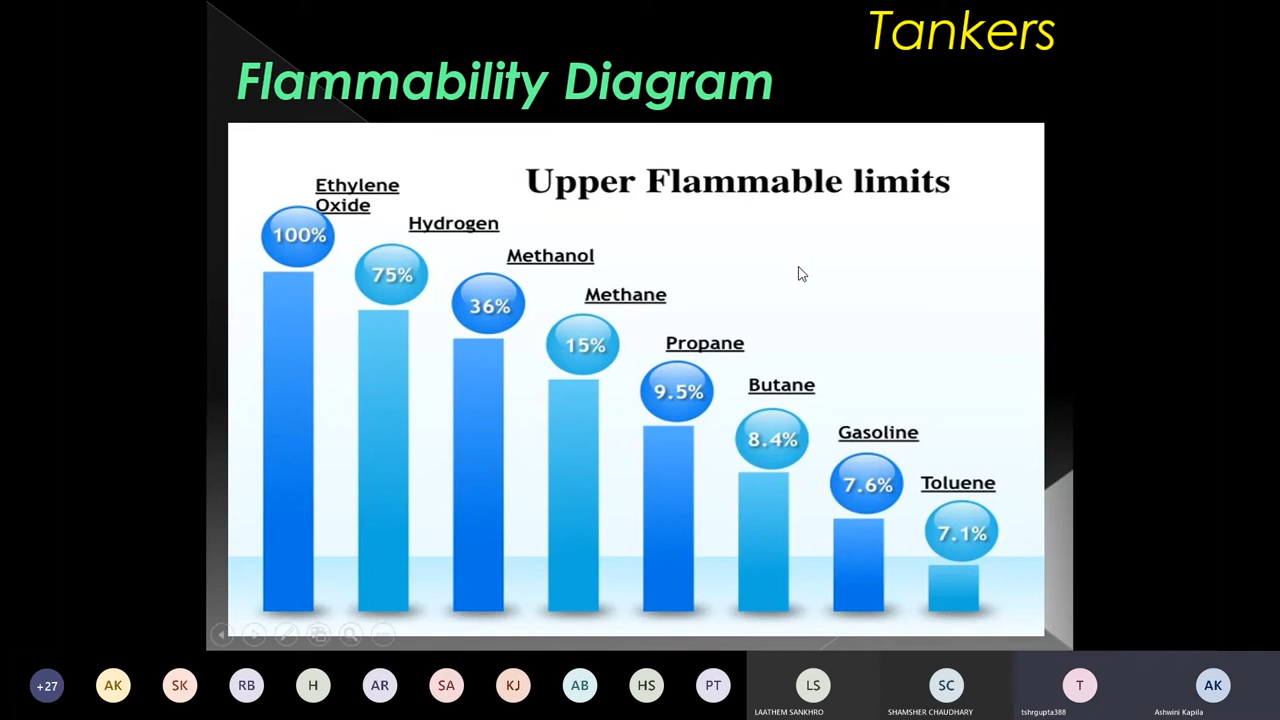 Tankers
Flammability Diagram
Upper Flammable limits
Ethylene
Oxide
100%
Hydrogen
75%
Methanol
36%
Methane
15%
Propane
9.5%
Butane
8.4%
Gasoline
7.6%
Toluene
7.1%
+27
AK
SK
RB
H
AR
SA
KJ
AB
HS
PT
LS
LAATHEM SANKHRO
SC
SHAMSHER CHAUDHARY
T
tshrgupta388
AK
Ashwini Kapila